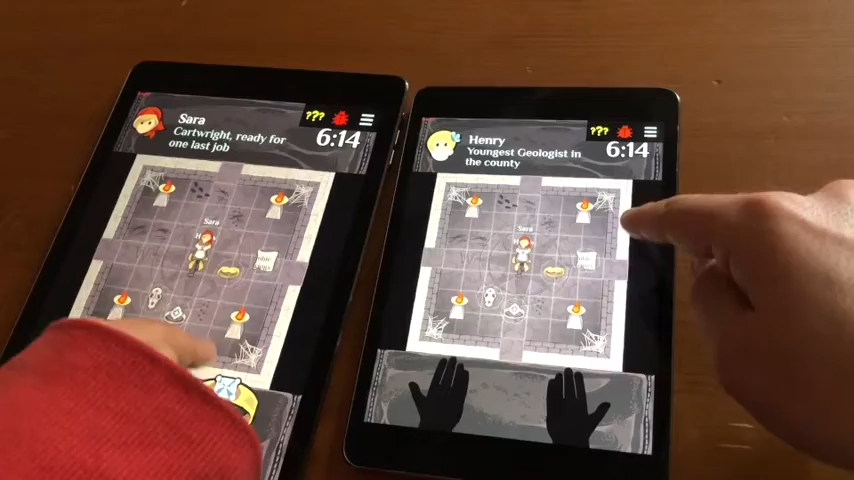 Sara
Cartwright, ready for
one last job
???
6:14
Sara
Henry
Youngest Geologist in
the county
???
6:14
Sara